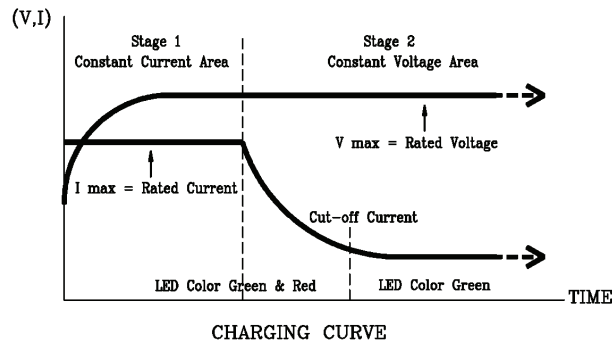 (V,I)
Stage 1
Constant Current Area
Stage 2
Constant Voltage Area
V max = Rated Voltage
I max = Rated Current
Cut-off Current
LED Color Green & Red
LED Color Green
TIME
CHARGING CURVE